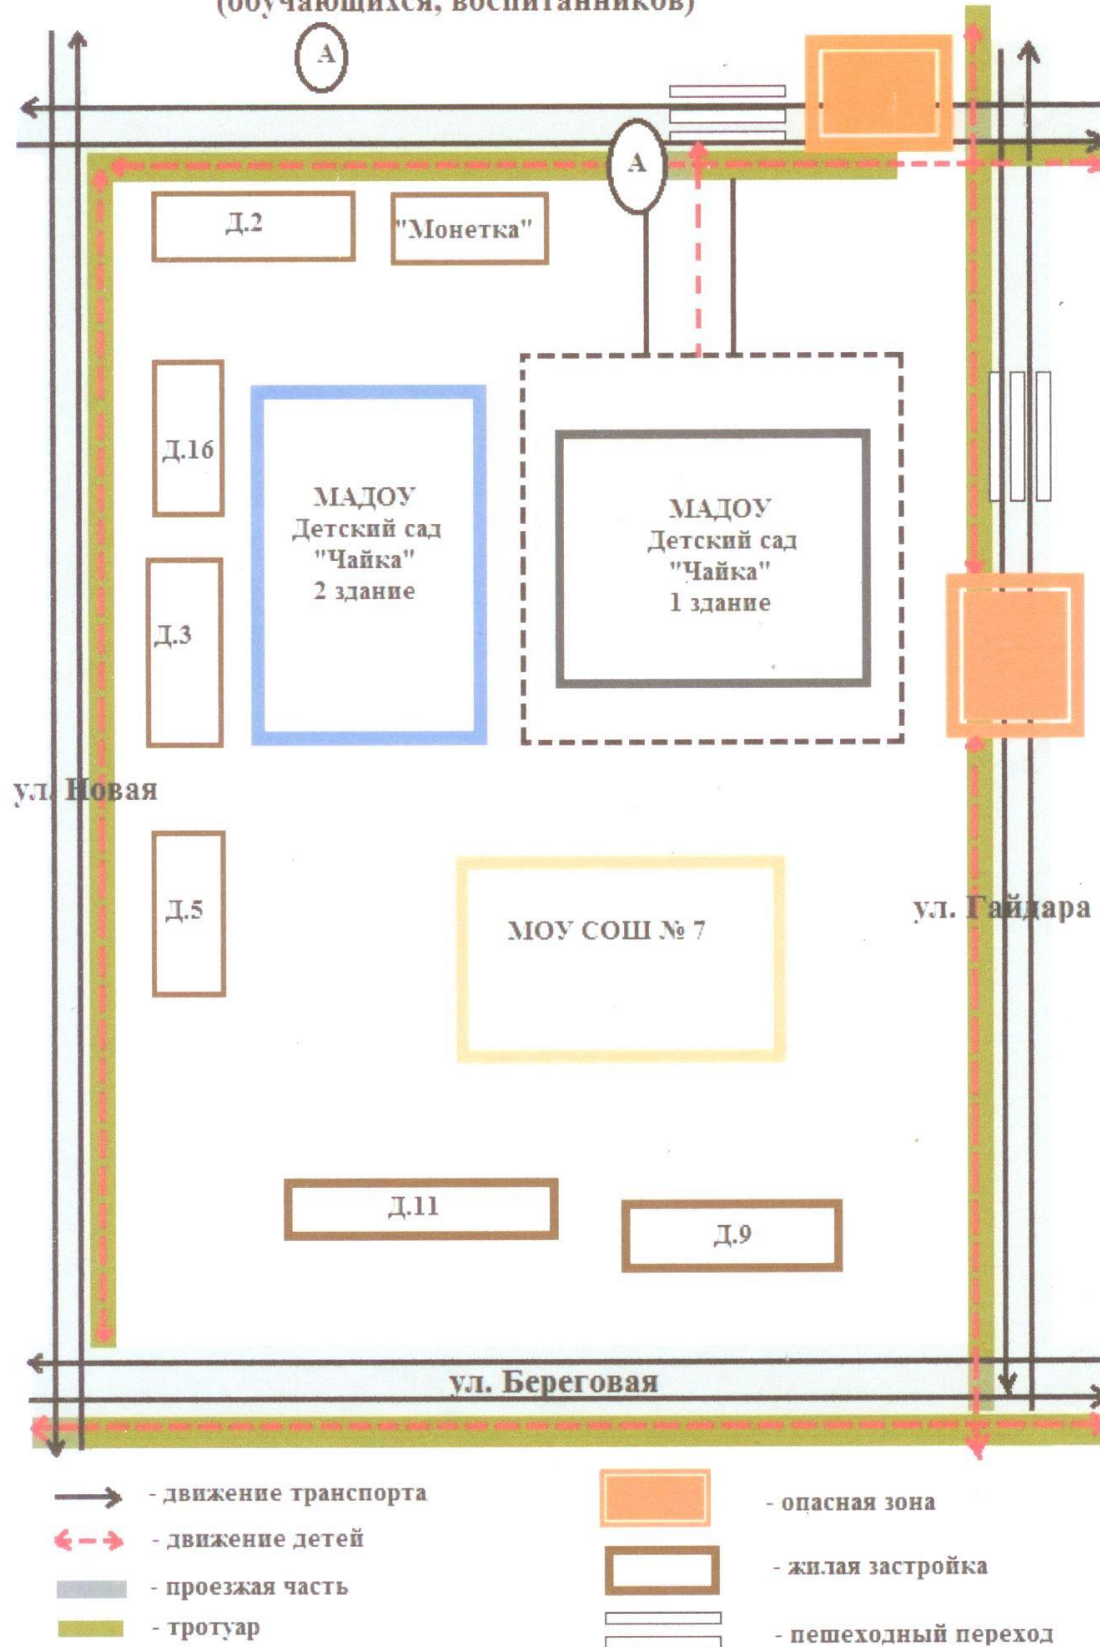 (обучающихся, воспитанников)
А
А
Д.2
"Монетка"
Д.16
МАДОУ
Детский сад
"Чайка"
2 здание
МАДОУ
Детский сад
"Чайка"
1 здание
Д.3
ул. Новая
Д.5
МОУ СОШ № 7
ул. Гайдара
Д.11
Д.9
ул. Береговая
- движение транспорта
- движение детей
- проезжая часть
- тротуар
- опасная зона
- жилая застройка
- пешеходный переход